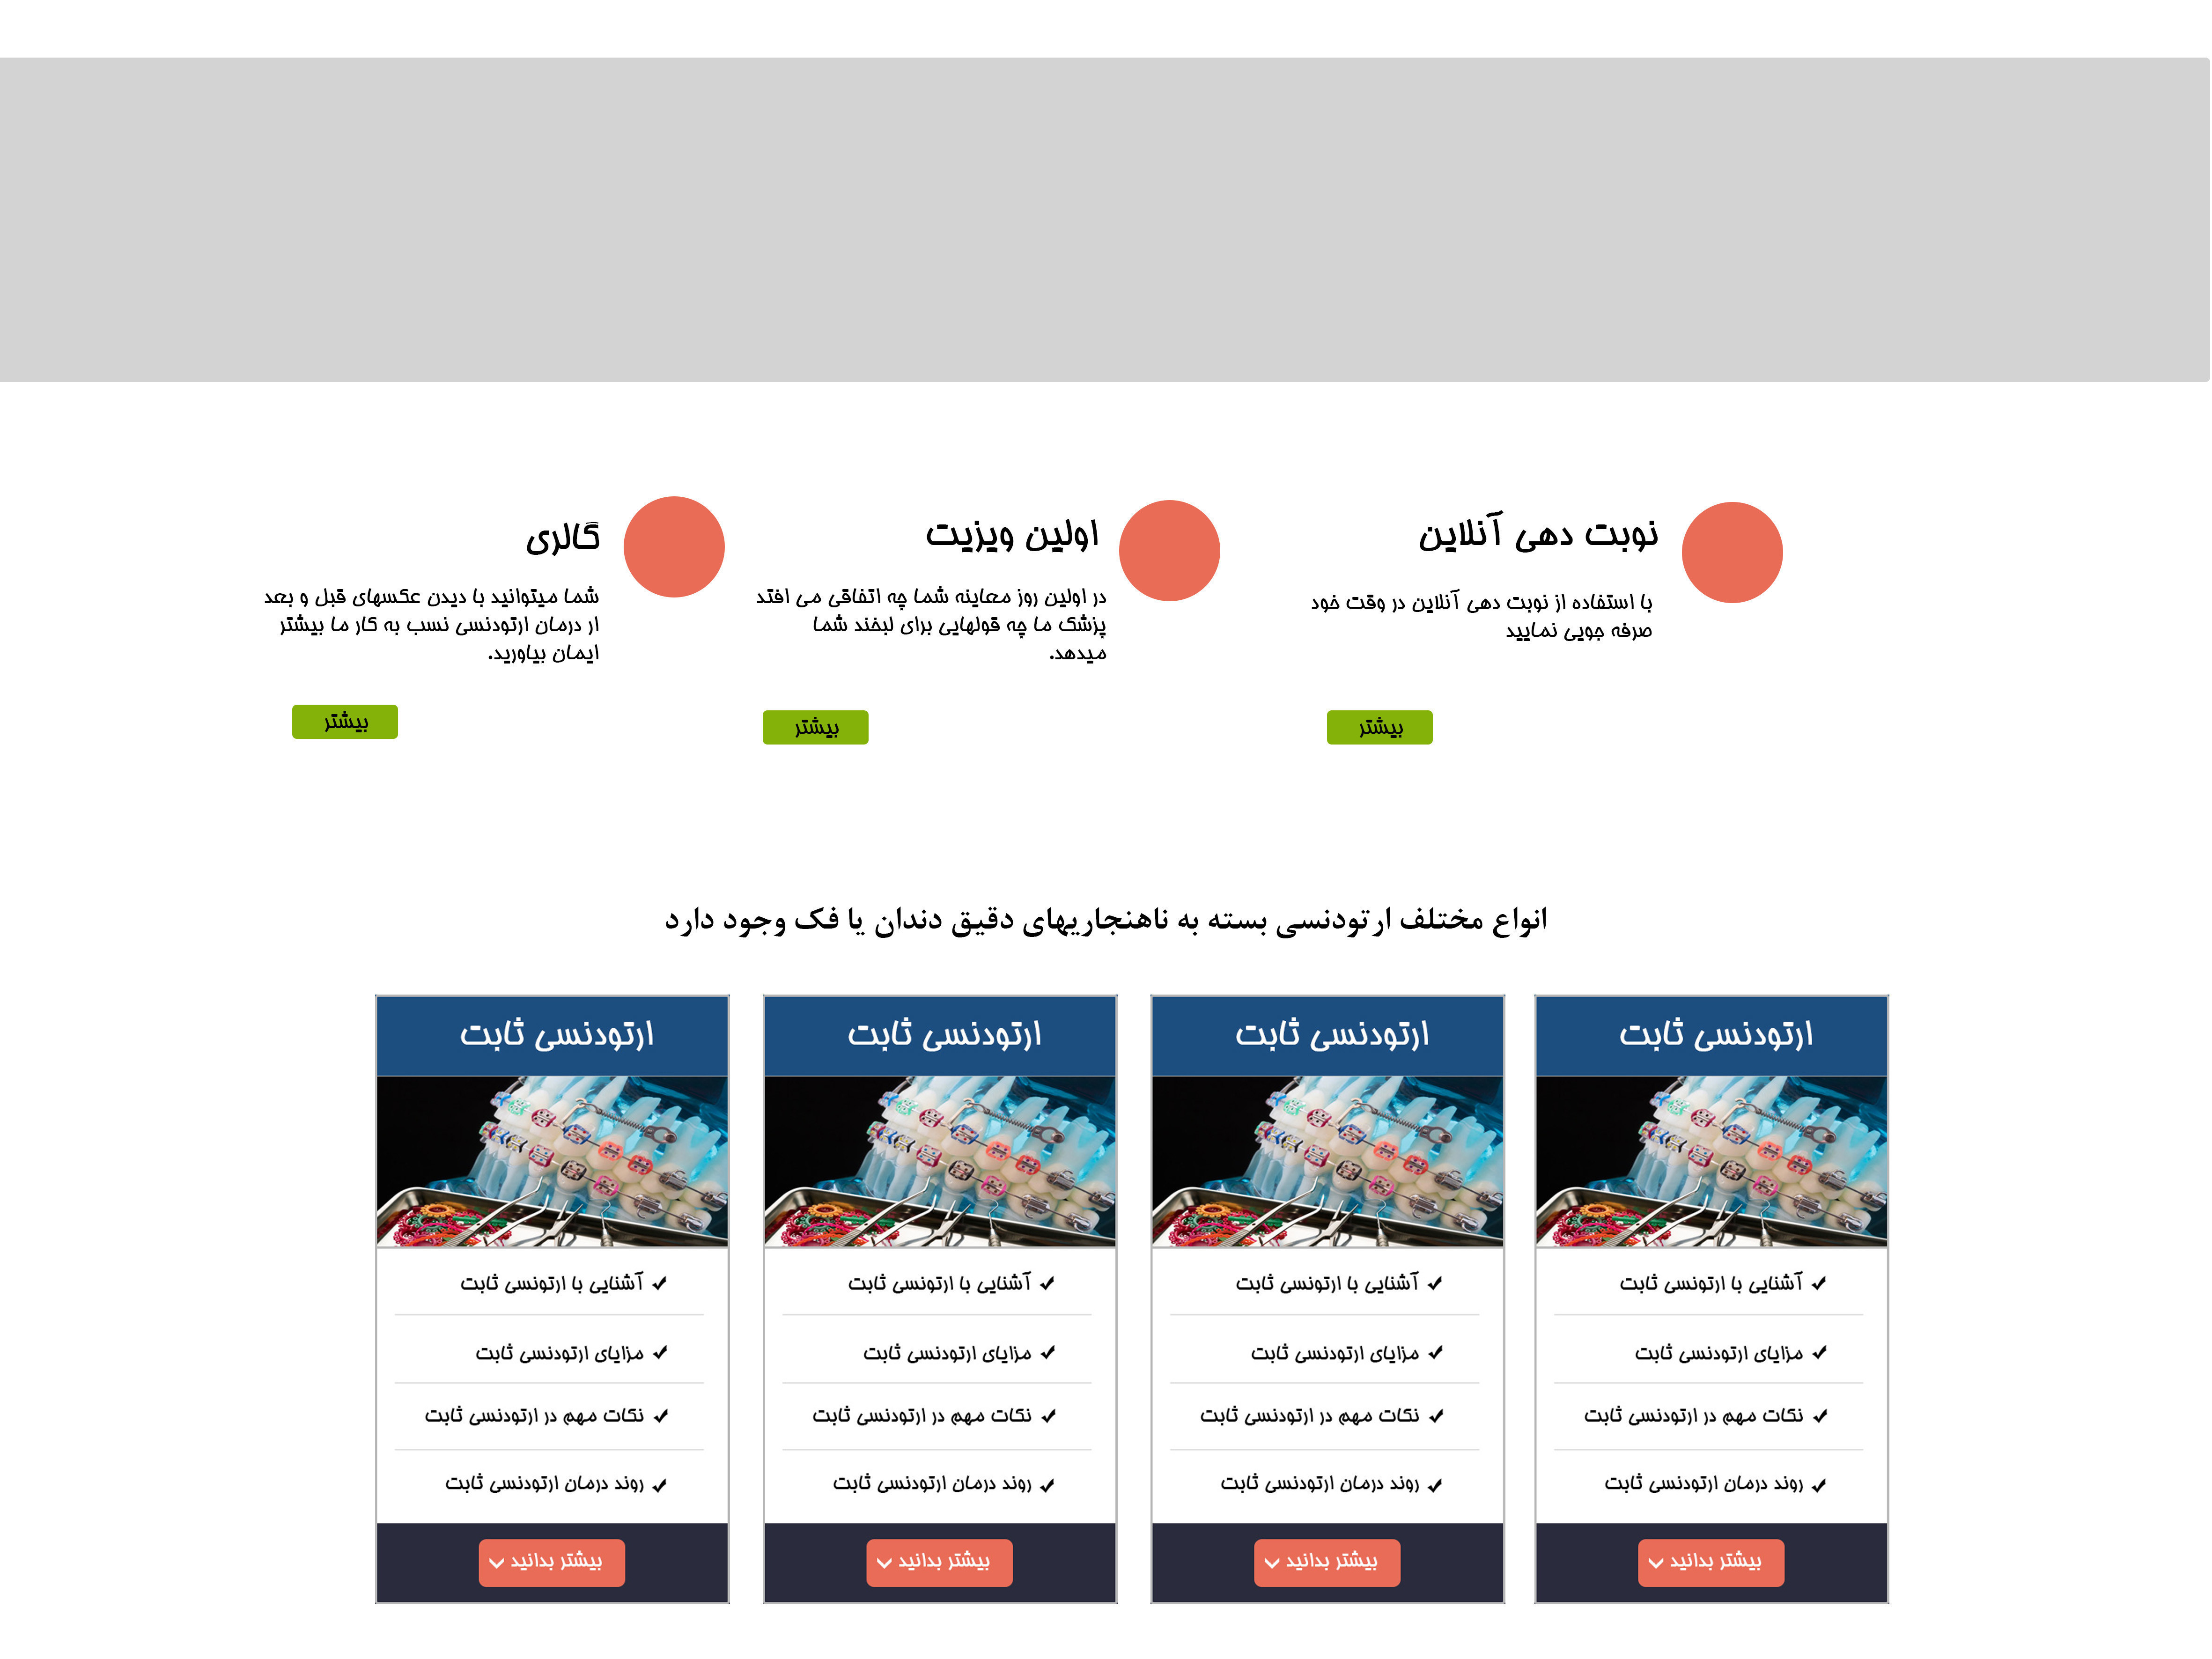 نوبت دهی آنلاین
با استفاده از نوبت دهی آنلاین در وقت خود
صرفه جویی نمایید
بیشتر
اولین ویزیت
در اولین روز معاینه شما چه اتفاقی می افتد
پزشک ما چه قولهایی برای لبخند شما
میدهد.
بیشتر
گالری
شما میتوانید با دیدن عکسهای قبل و بعد
ار درمان ارتودنسی نسب به کار ما بیشتر
ایمان بیاورید.
بیشتر
انواع مختلف ارتودنسی بسته به ناهنجاریهای دقیق دندان یا فک وجود دارد
ارتودنسی ثابت
آشنایی با ارتونسی ثابت
مزایای ارتودنسی ثابت
نکات مهم در ارتودنسی ثابت
روند درمان ارتودنسی ثابت
بیشتر بدانید
ارتودنسی ثابت
آشنایی با ارتونسی ثابت
مزایای ارتودنسی ثابت
نکات مهم در ارتودنسی ثابت
روند درمان ارتودنسی ثابت
بیشتر بدانید
ارتودنسی ثابت
آشنایی با ارتونسی ثابت
مزایای ارتودنسی ثابت
نکات مهم در ارتودنسی ثابت
روند درمان ارتودنسی ثابت
بیشتر بدانید
ارتودنسی ثابت
آشنایی با ارتونسی ثابت
مزایای ارتودنسی ثابت
نکات مهم در ارتودنسی ثابت
روند درمان ارتودنسی ثابت
بیشتر بدانید